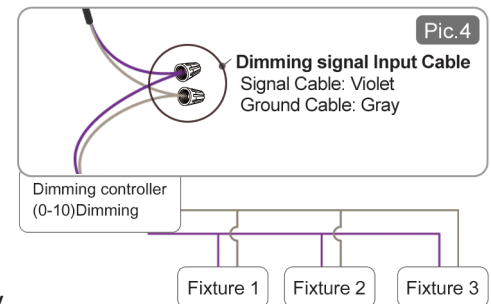 Pic.4
Dimming signal Input Cable
Signal Cable: Violet
Ground Cable: Gray
Dimming controller
(0-10)Dimming
Fixture 1 Fixture 2 Fixture 3